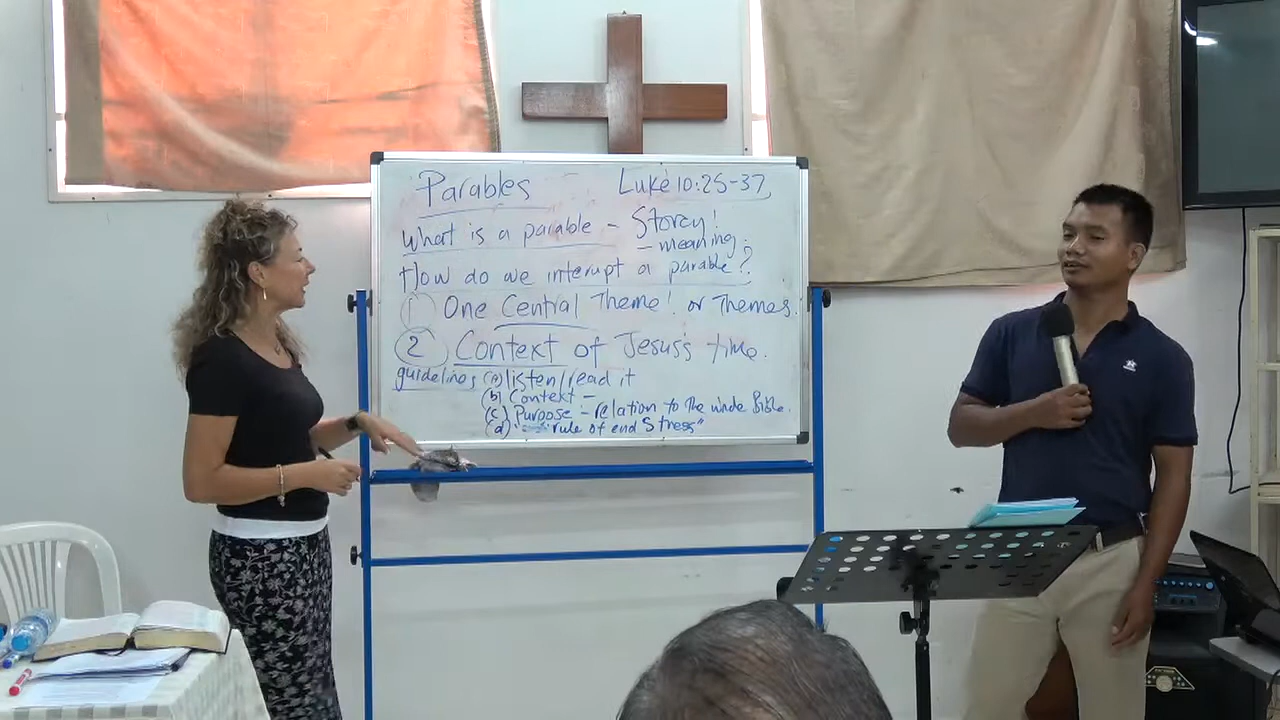 Parables Luke 10:25-37
What is a parable - Storey!
- meaning.
How do we interupt a parable?
1 One Central Theme! or Themes.
2 Context of Jesus's time.
guidelines (a) listen/read it
(b) Context -
(c) Purpose - relation to the whole Bible.
(d) "rule of end Stress"